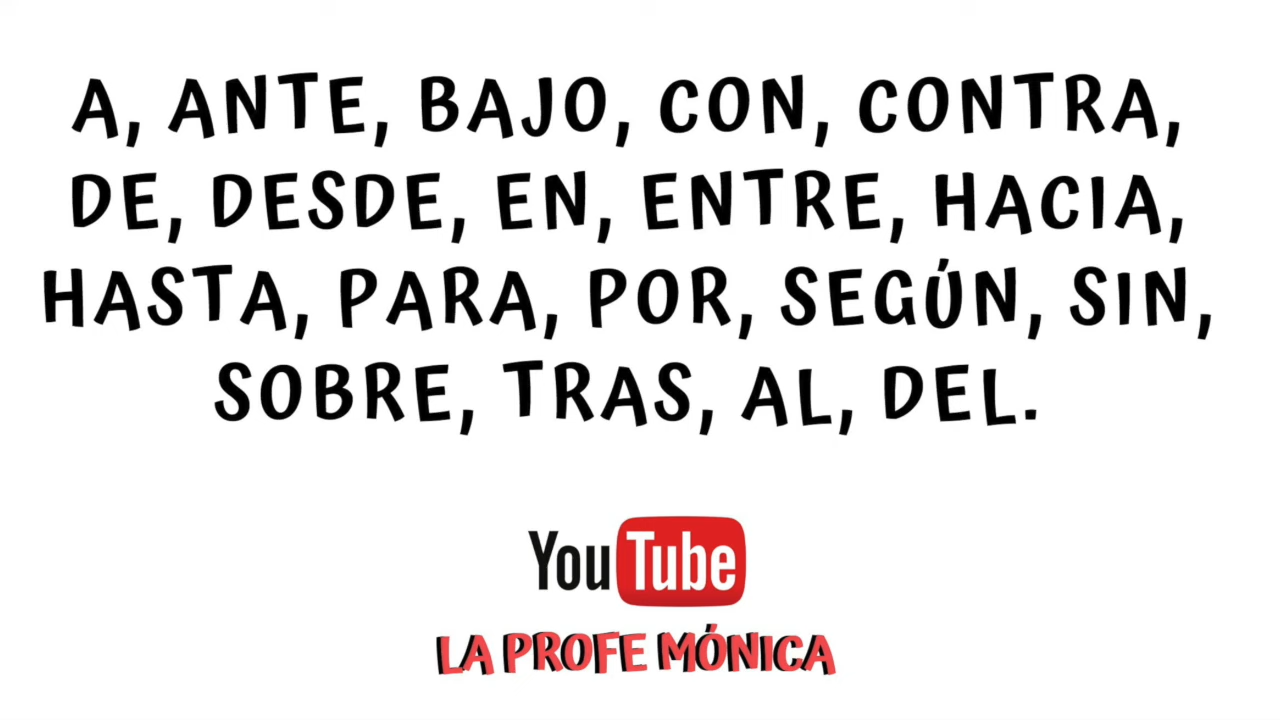 A, ANTE, BAJO, CON, CONTRA,
DE, DESDE, EN, ENTRE, HACIA,
HASTA, PARA, POR, SEGÚN, SIN,
SOBRE, TRAS, AL, DEL.
YouTube
LA PROFE MÓNICA